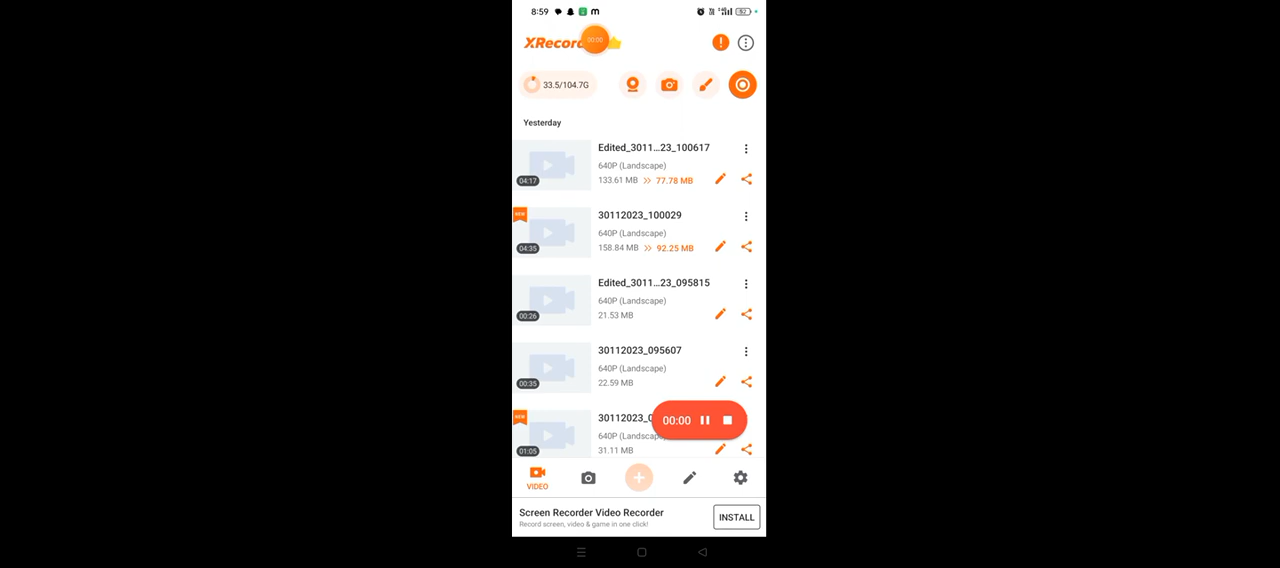 8:59
XRecord
00:00
33.5/104.7G
Yesterday
Edited_3011...23_100617
640P (Landscape)
133.61 MB >> 77.78 MB
04:17
NEW
30112023_100029
640P (Landscape)
158.84 MB >> 92.25 MB
04:35
Edited_3011...23_095815
640P (Landscape)
21.53 MB
00:26
30112023_095607
640P (Landscape)
22.59 MB
00:35
NEW
30112023_0
640P (Landscape)
31.11 MB
01:05
00:00
VIDEO
Screen Recorder Video Recorder
Record screen, video & game in one click!
INSTALL